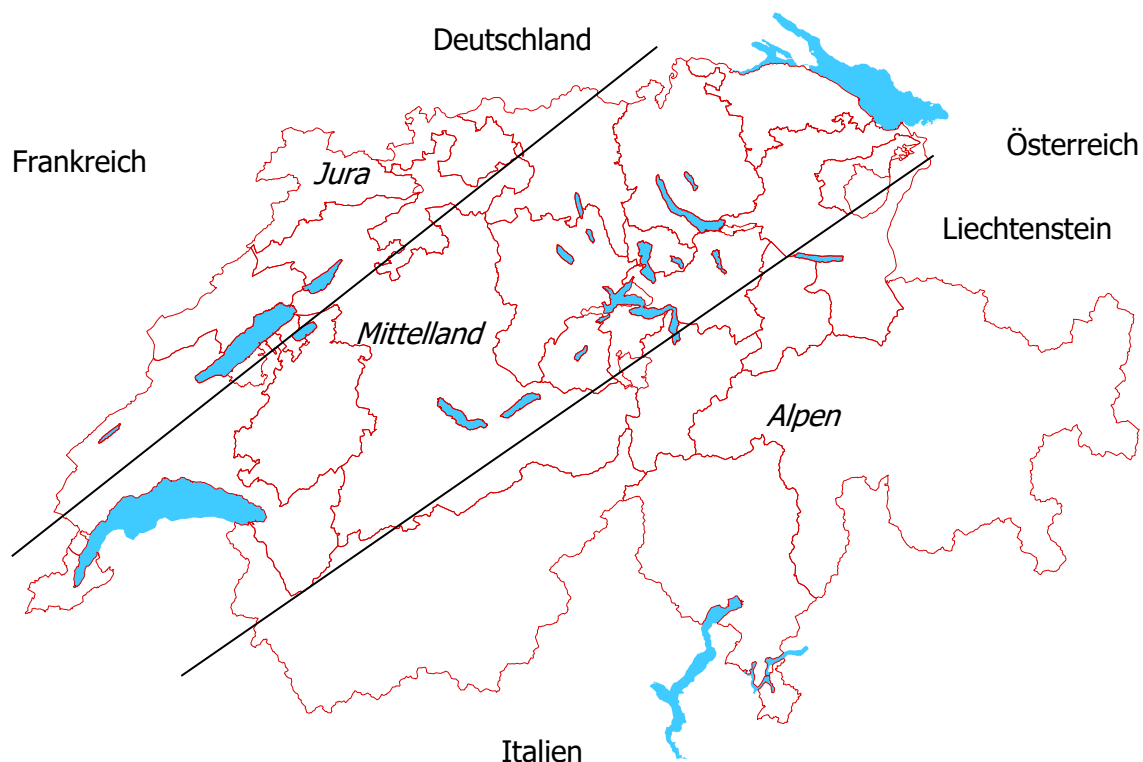 Deutschland
Frankreich
Jura
Österreich
Liechtenstein
Mittelland
Alpen
Italien